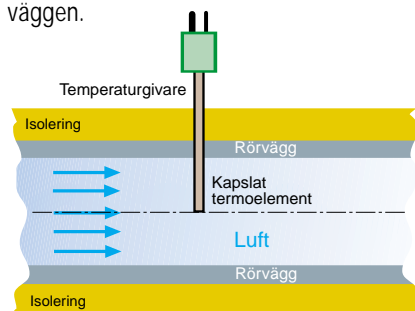 väggen.
Temperaturgivare
Isolering
Rörvägg
Kapslat
termoelement
Luft
Rörvägg
Isolering